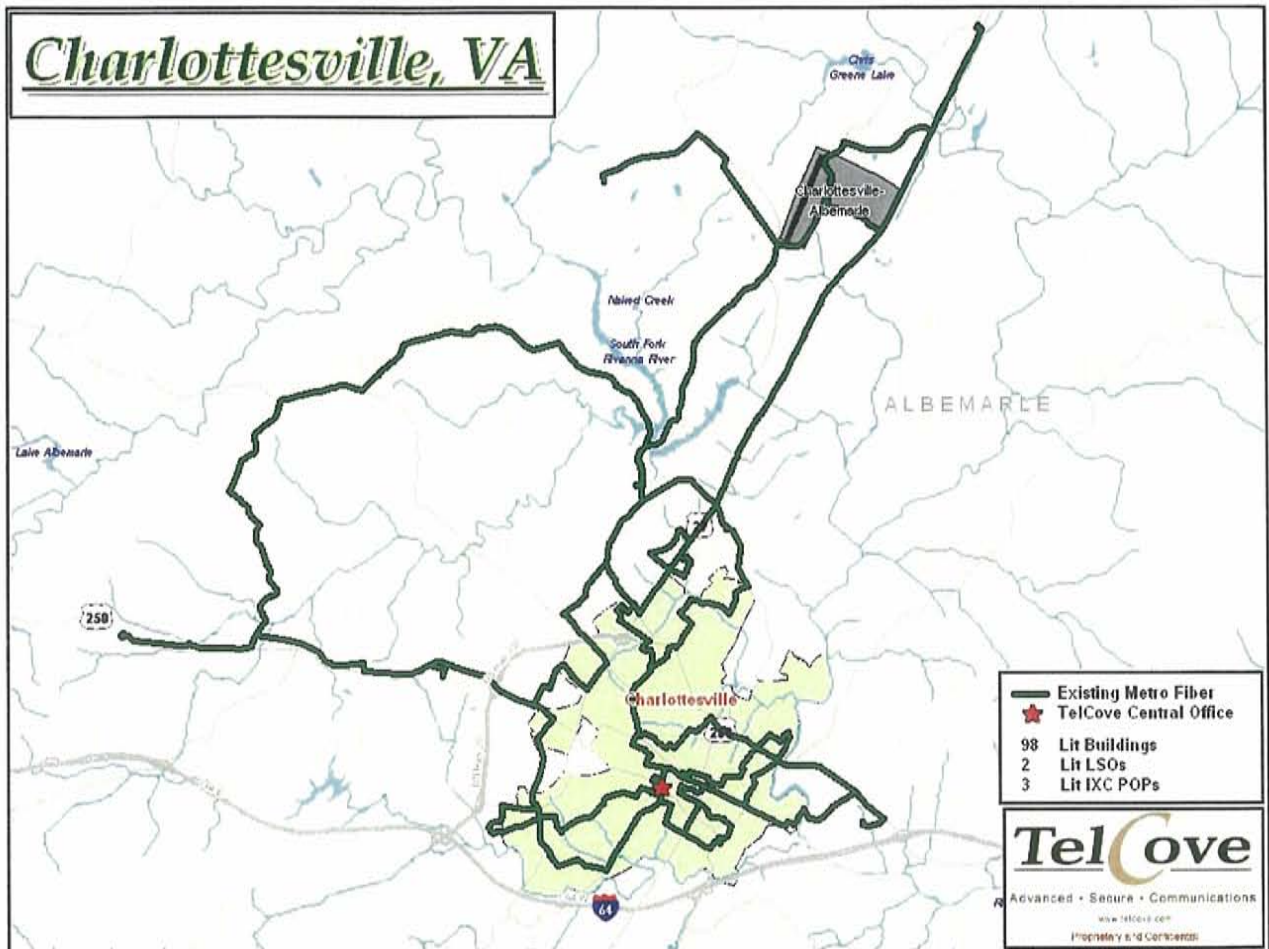 Charlottesville, VA
Chris
Greene Lake
Charlottesville-
Albemarle
Naked Creek
South Fork
Rivanna River
ALBEMARLE
Lake Albemarle
250
Charlottesville
64
Existing Metro Fiber
TelCove Central Office
98 Lit Buildings
2 Lit LSOs
3 Lit IXC POPs
TelCove
Advanced • Secure • Communications
www.telcove.com
Proprietary and Confidential